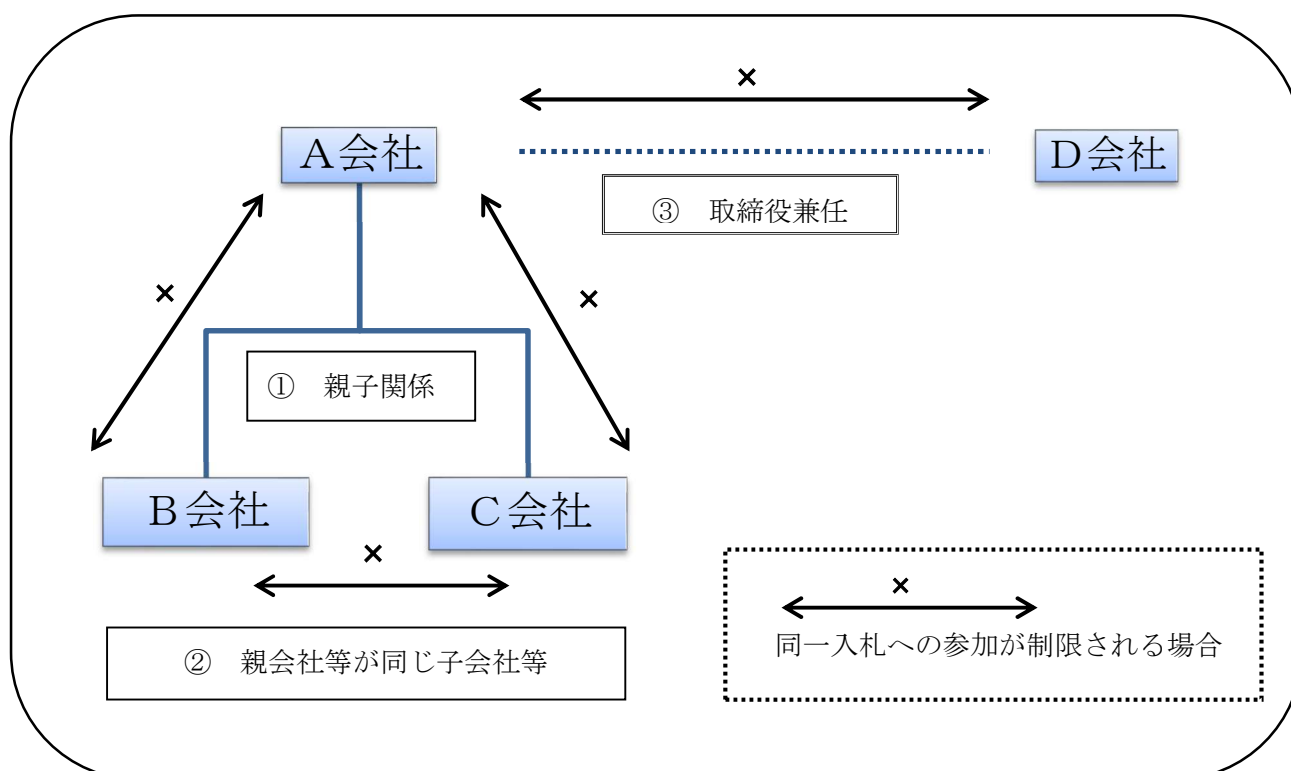 ×
A会社
D会社
③ 取締役兼任
×
×
① 親子関係
B会社
C会社
×
② 親会社等が同じ子会社等
×
同一入札への参加が制限される場合